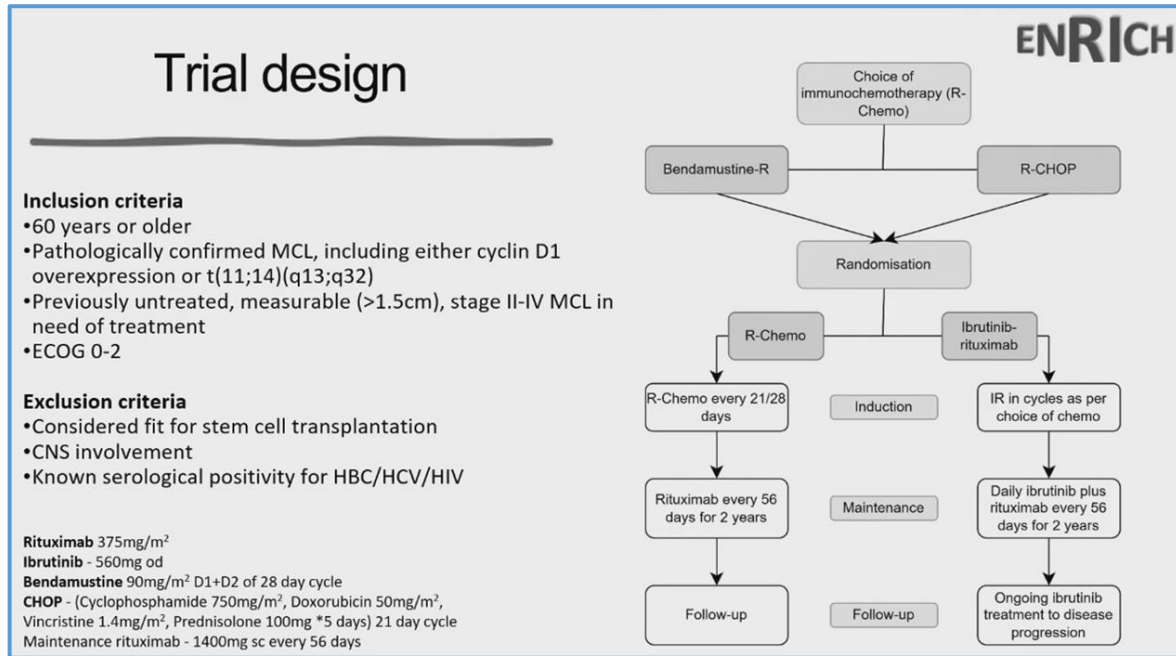 ENRICH
Trial design
Inclusion criteria
•60 years or older
•Pathologically confirmed MCL, including either cyclin D1
overexpression or t(11;14)(q13;q32)
•Previously untreated, measurable (>1.5cm), stage II-IV MCL in
need of treatment
•ECOG 0-2
Exclusion criteria
•Considered fit for stem cell transplantation
•CNS involvement
•Known serological positivity for HBC/HCV/HIV
Rituximab 375mg/m²
Ibrutinib - 560mg od
Bendamustine 90mg/m² D1+D2 of 28 day cycle
CHOP - (Cyclophosphamide 750mg/m², Doxorubicin 50mg/m²,
Vincristine 1.4mg/m², Prednisolone 100mg *5 days) 21 day cycle
Maintenance rituximab - 1400mg sc every 56 days
Choice of
immunochemotherapy (R-
Chemo)
Bendamustine-R
R-CHOP
Randomisation
R-Chemo
Ibrutinib-
rituximab
R-Chemo every 21/28
days
Induction
IR in cycles as per
choice of chemo
Rituximab every 56
days for 2 years
Maintenance
Daily ibrutinib plus
rituximab every 56
days for 2 years
Follow-up
Follow-up
Ongoing ibrutinib
treatment to disease
progression